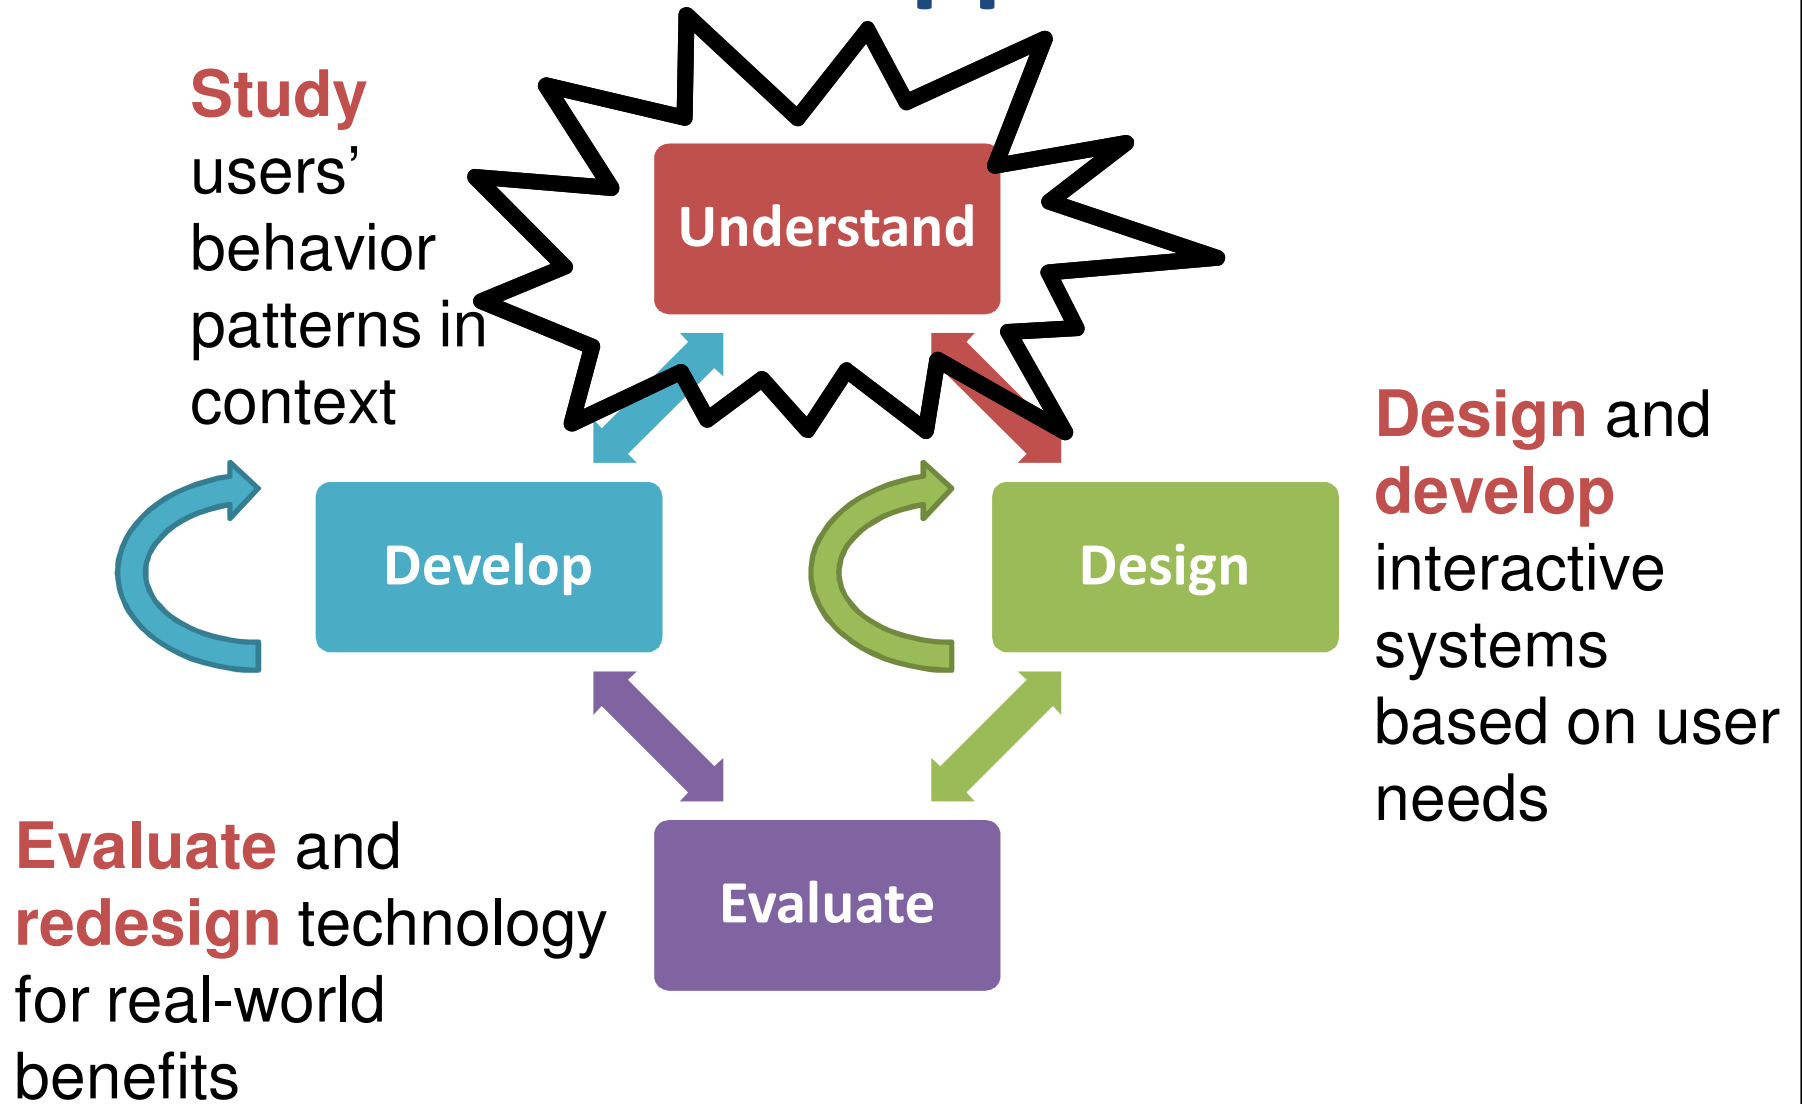 Study
users’
behavior
patterns in
context
Understand
Develop
Design
Design and
develop
interactive
systems
based on user
needs
Evaluate and
redesign technology
for real-world
benefits
Evaluate